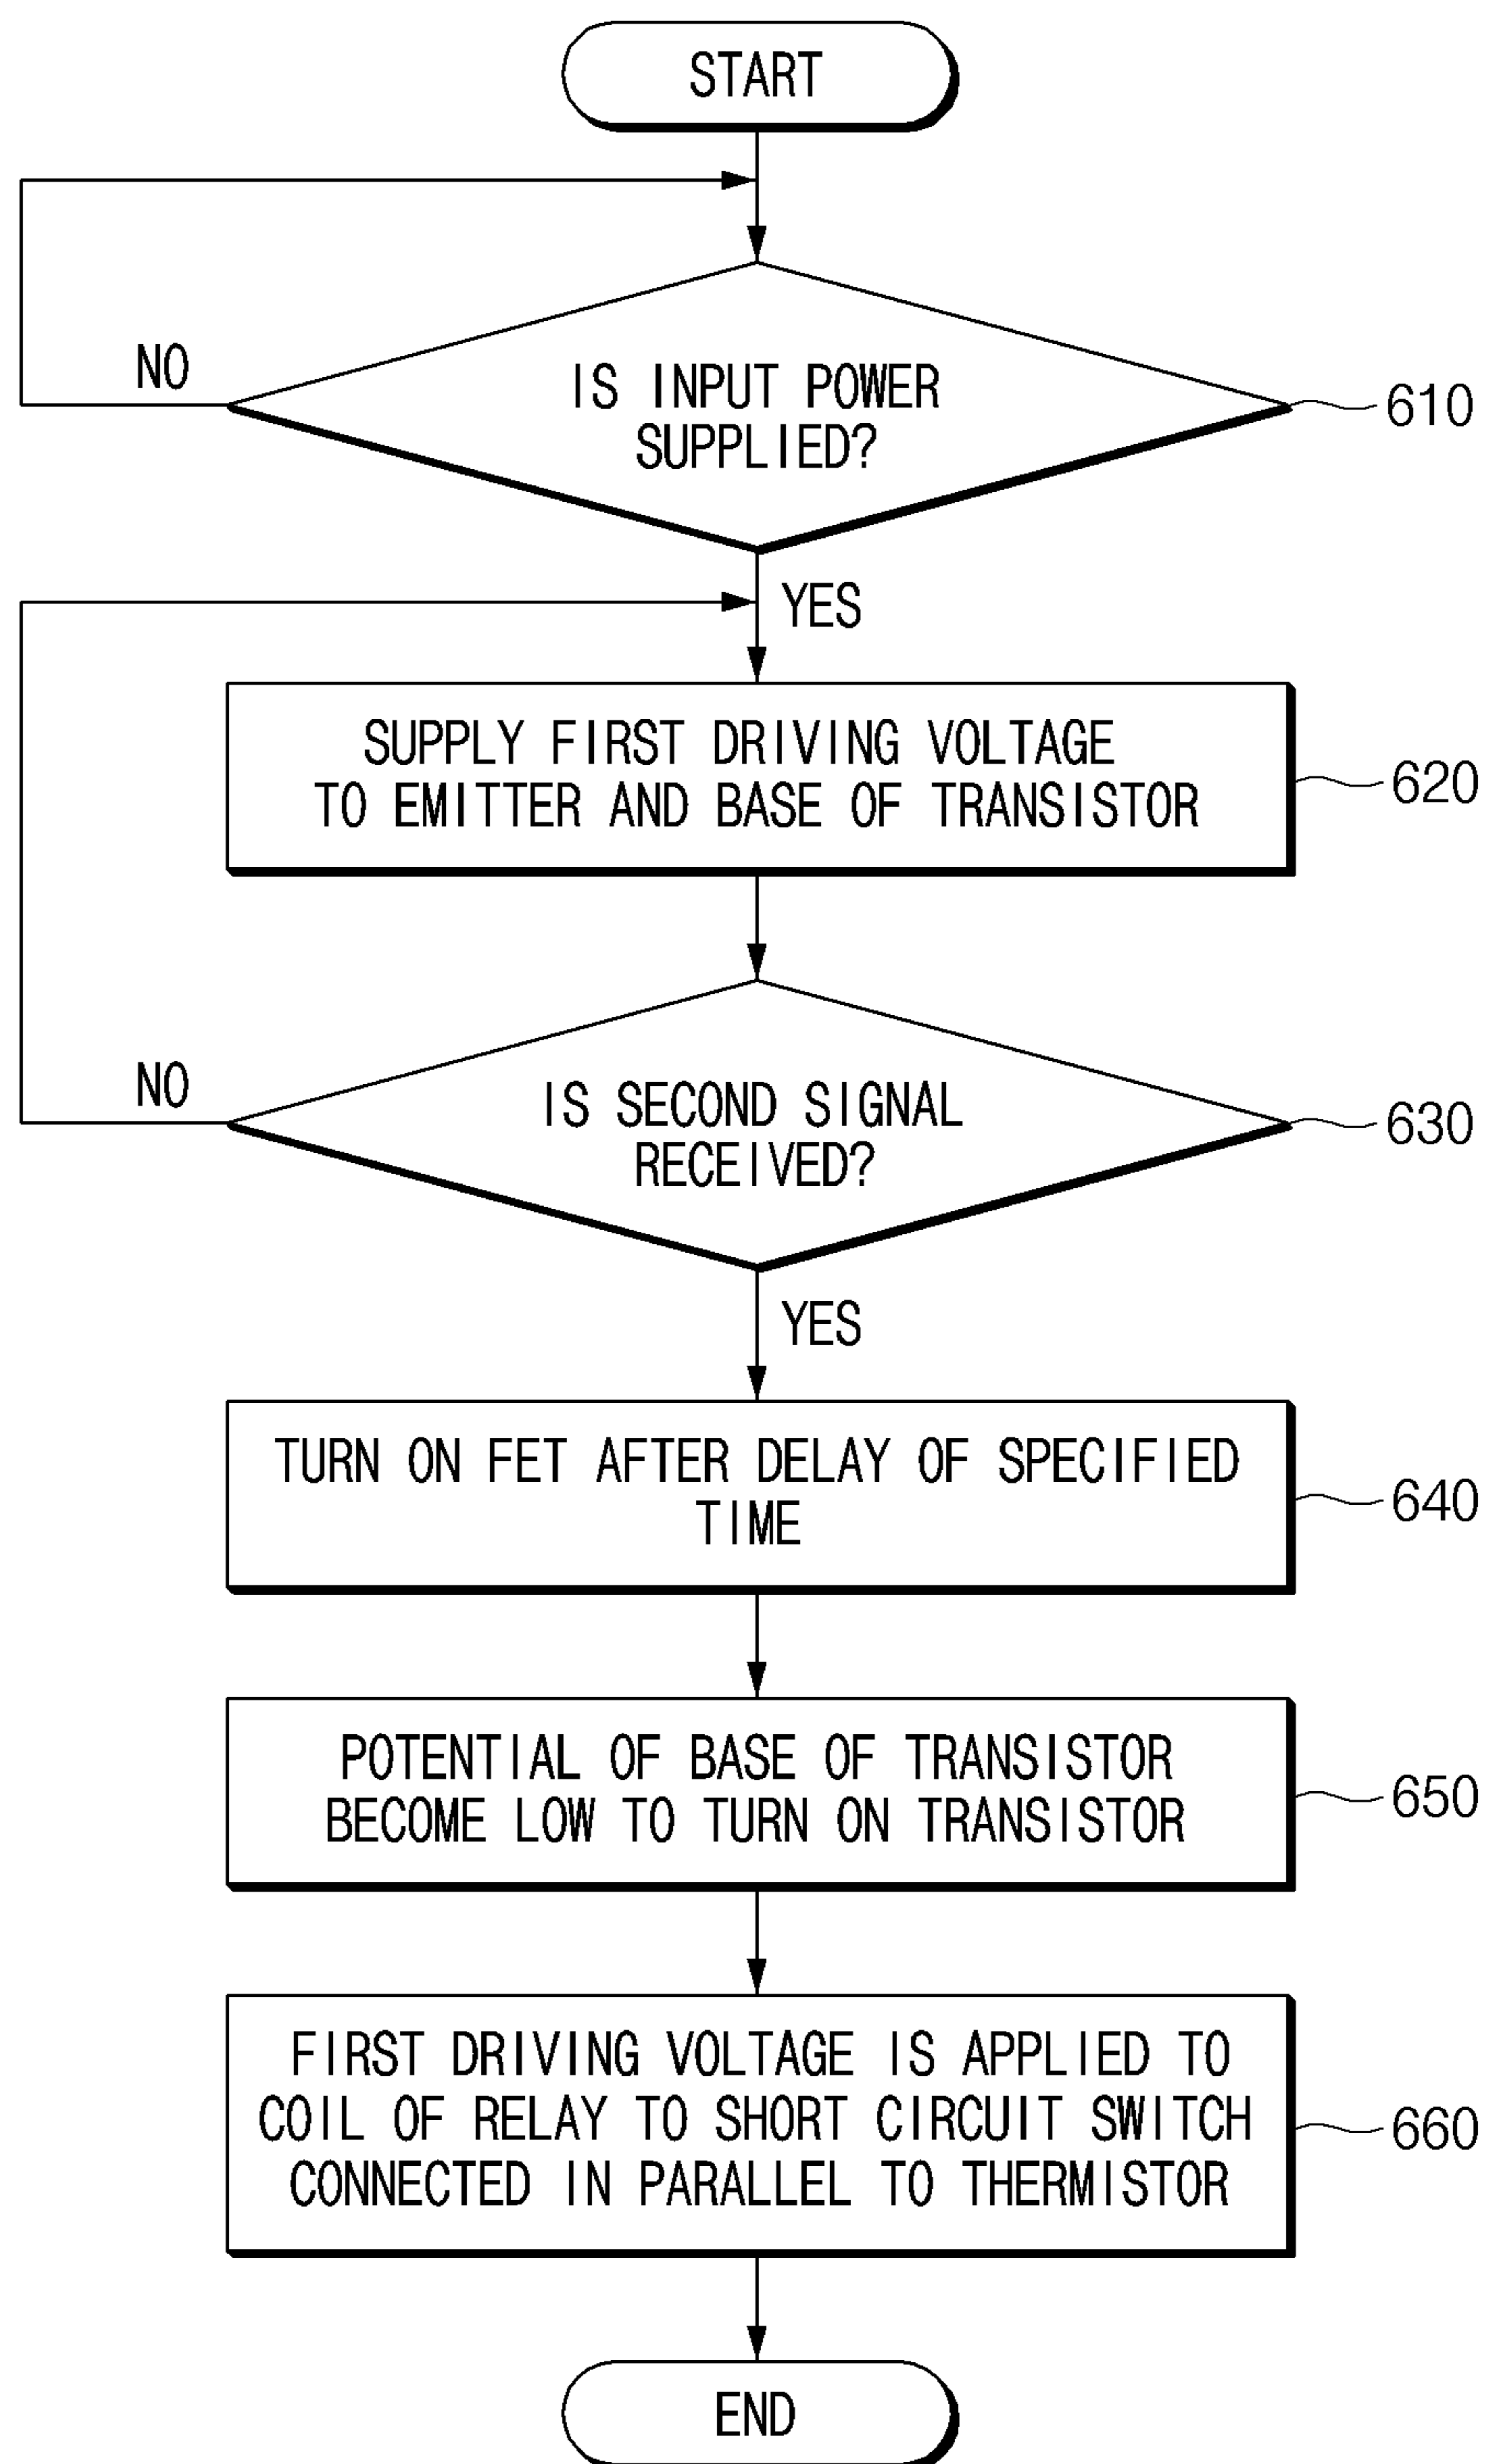 START
NO
IS INPUT POWER
SUPPLIED?
610
YES
SUPPLY FIRST DRIVING VOLTAGE
TO EMITTER AND BASE OF TRANSISTOR
620
NO
IS SECOND SIGNAL
RECEIVED?
630
YES
TURN ON FET AFTER DELAY OF SPECIFIED
TIME
640
POTENTIAL OF BASE OF TRANSISTOR
BECOME LOW TO TURN ON TRANSISTOR
650
FIRST DRIVING VOLTAGE IS APPLIED TO
COIL OF RELAY TO SHORT CIRCUIT SWITCH
CONNECTED IN PARALLEL TO THERMISTOR
660
END